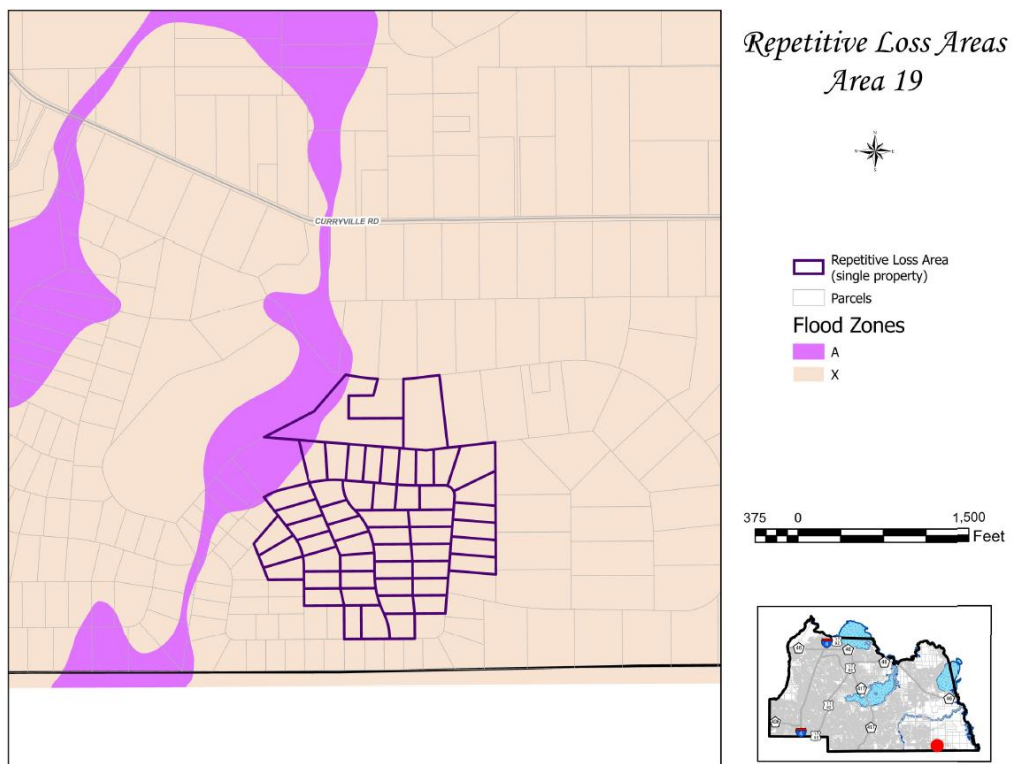 Repetitive Loss Areas
Area 19
N
W
E
S
CURRYVILLE RD
Repetitive Loss Area
(single property)
Parcels
Flood Zones
A
X
375 0 1,500
Feet